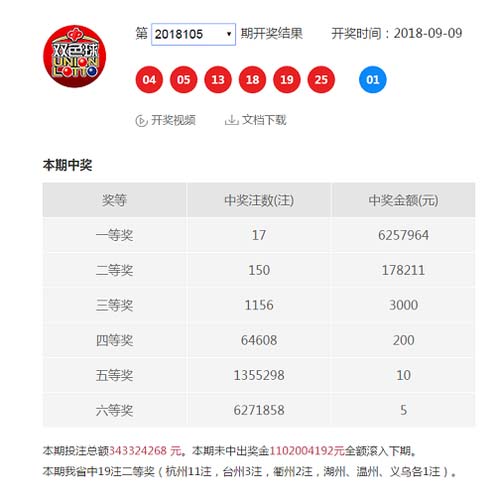 第 2018105 期开奖结果 开奖时间：2018-09-09
双色球
UNION
LOTTO
04 05 13 18 19 25 01
开奖视频 文档下载
本期中奖
奖等 中奖注数(注) 中奖金额(元)
一等奖 17 6257964
二等奖 150 178211
三等奖 1156 3000
四等奖 64608 200
五等奖 1355298 10
六等奖 6271858 5
本期投注总额343324268 元。本期未中出奖金1102004192元全额滚入下期。
本期我省中19注二等奖（杭州11注，台州3注，衢州2注，湖州、温州、义乌各1注）。